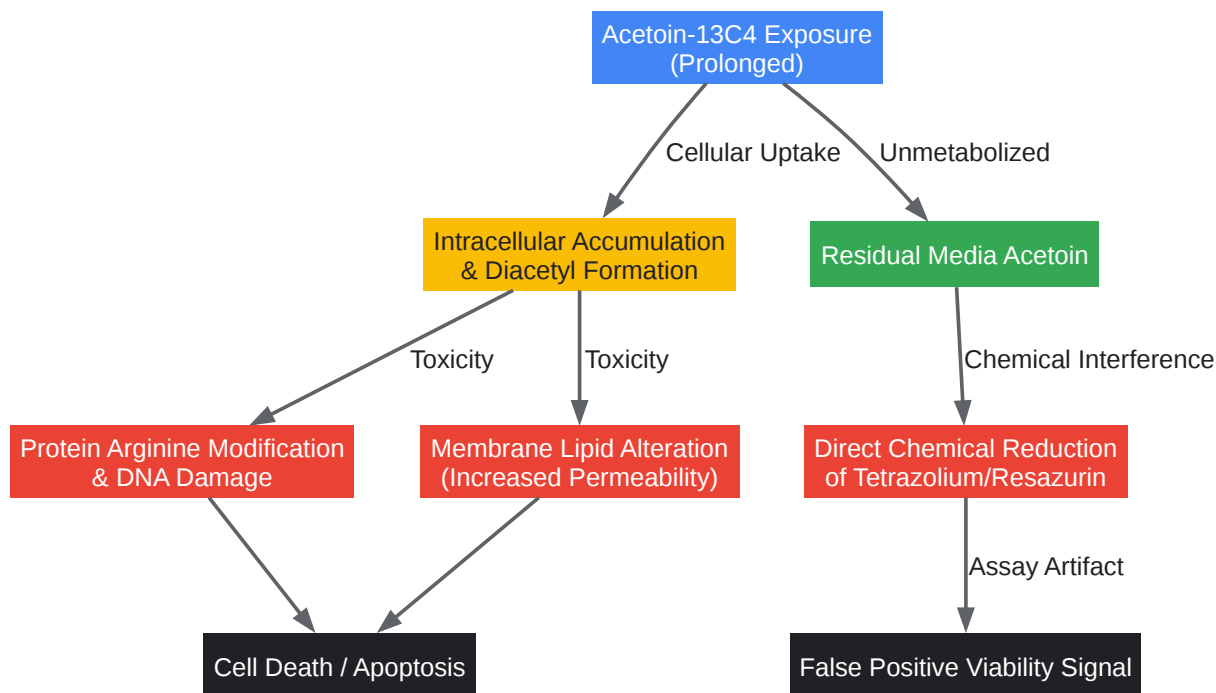 Acetoin-13C4 Exposure
(Prolonged)
Cellular Uptake
Unmetabolized
Intracellular Accumulation
& Diacetyl Formation
Residual Media Acetoin
Toxicity
Toxicity
Chemical Interference
Protein Arginine Modification
& DNA Damage
Membrane Lipid Alteration
(Increased Permeability)
Direct Chemical Reduction
of Tetrazolium/Resazurin
Assay Artifact
Cell Death / Apoptosis
False Positive Viability Signal